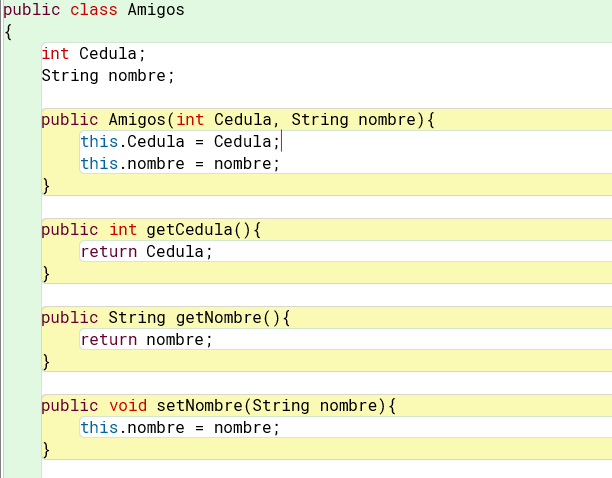 public class Amigos
{
int Cedula;
String nombre;
public Amigos(int Cedula, String nombre){
this.Cedula = Cedula;
this.nombre = nombre;
}
public int getCedula(){
return Cedula;
}
public String getNombre(){
return nombre;
}
public void setNombre(String nombre){
this.nombre = nombre;
}